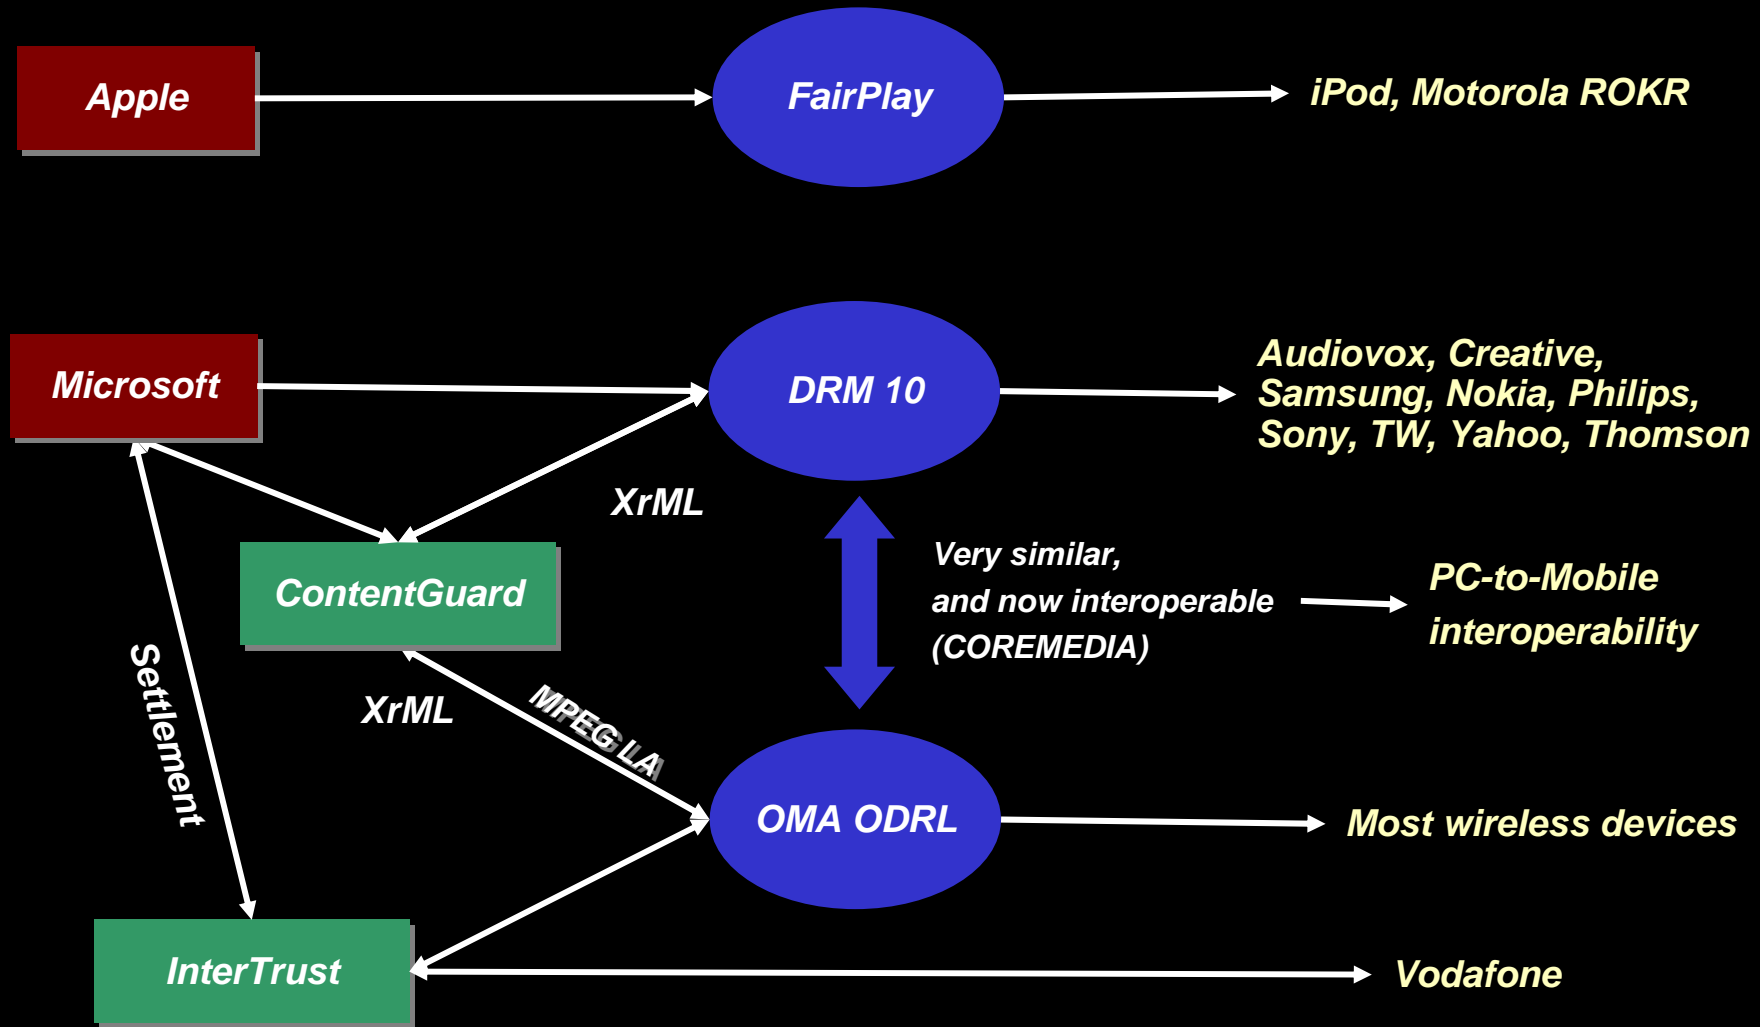 Apple
FairPlay
iPod, Motorola ROKR
Microsoft
DRM 10
Audiovox, Creative,
Samsung, Nokia, Philips,
Sony, TW, Yahoo, Thomson
XrML
ContentGuard
Very similar,
and now interoperable
(COREMEDIA)
PC-to-Mobile
interoperability
Settlement
XrML
MPEG LA
OMA ODRL
Most wireless devices
InterTrust
Vodafone